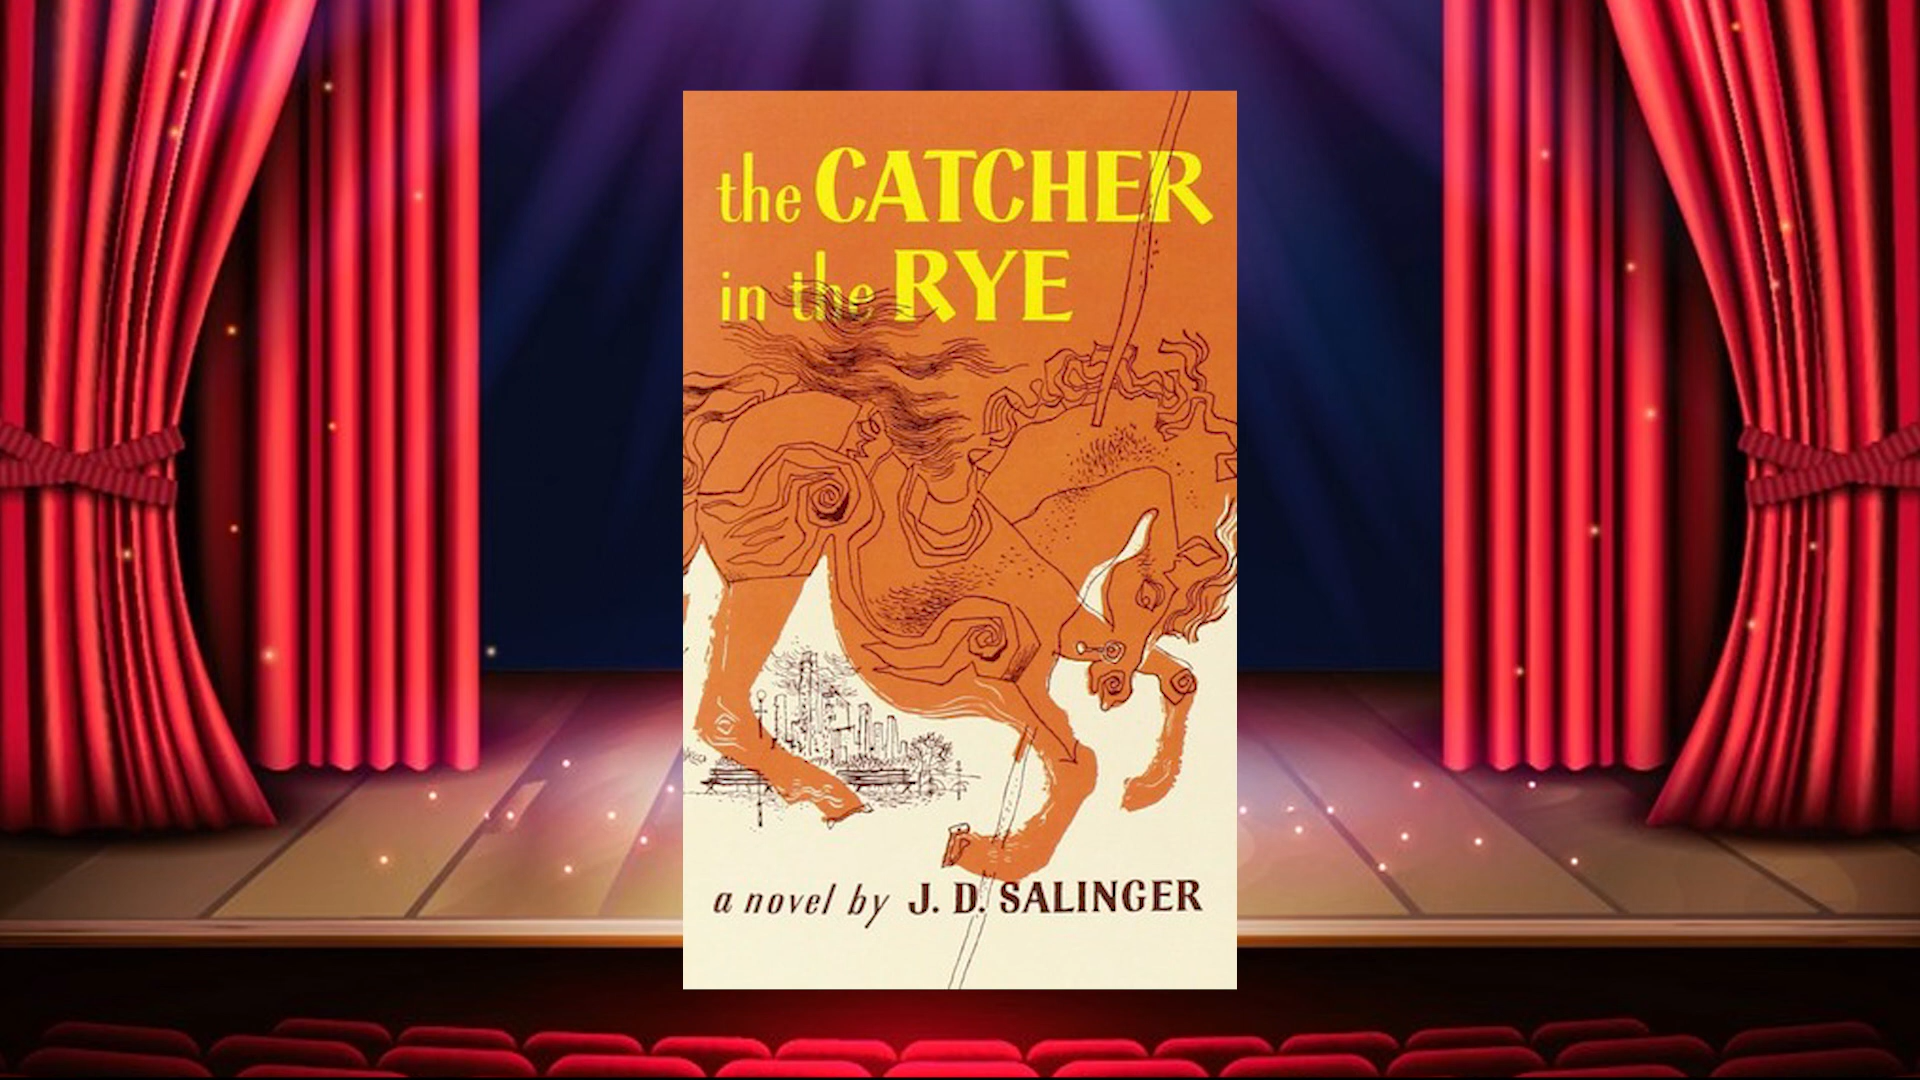 the CATCHER
in the RYE
a novel by J. D. SALINGER